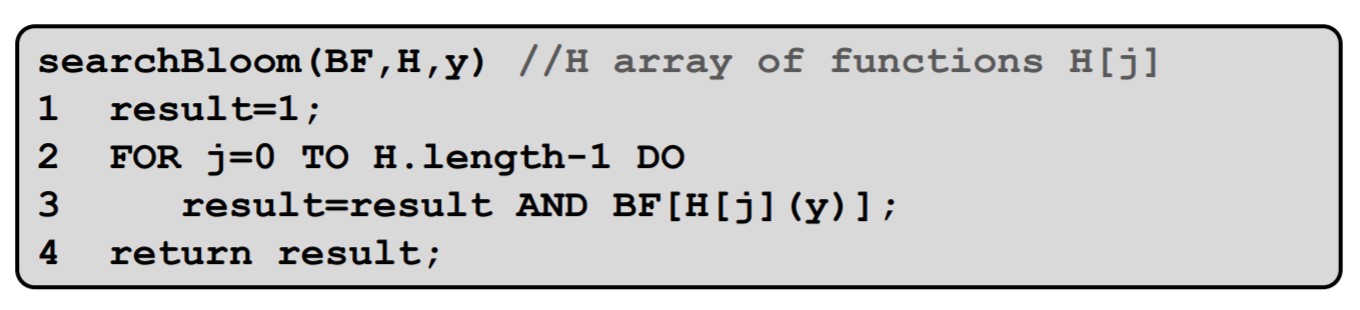 searchBloom(BF,H,y) //H array of functions H[j]
1 result=1;
2 FOR j=0 TO H.length-1 DO
3 result=result AND BF[H[j](y)];
4 return result;